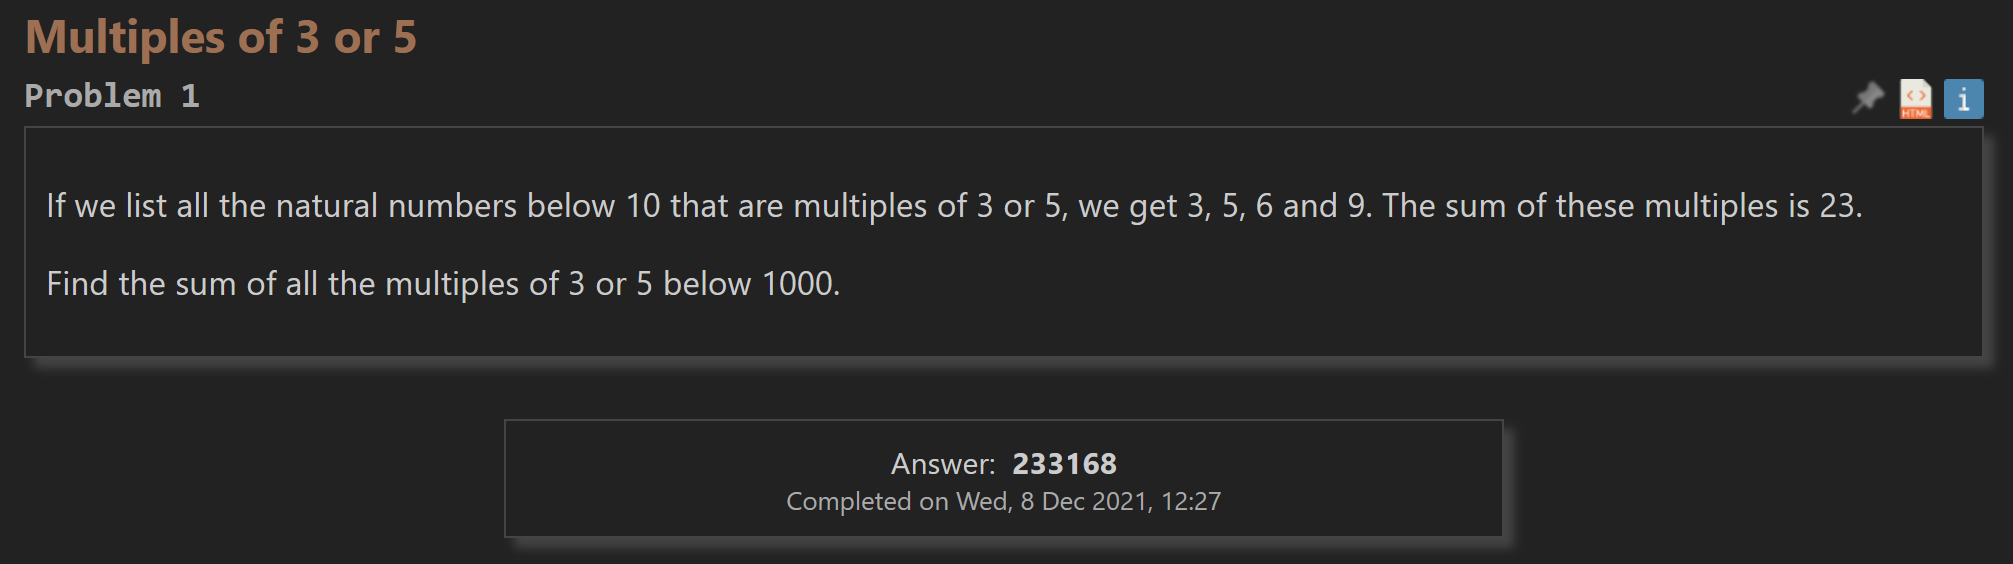 Multiples of 3 or 5
Problem 1
<>
HTML
i
If we list all the natural numbers below 10 that are multiples of 3 or 5, we get 3, 5, 6 and 9. The sum of these multiples is 23.
Find the sum of all the multiples of 3 or 5 below 1000.
Answer: 233168
Completed on Wed, 8 Dec 2021, 12:27